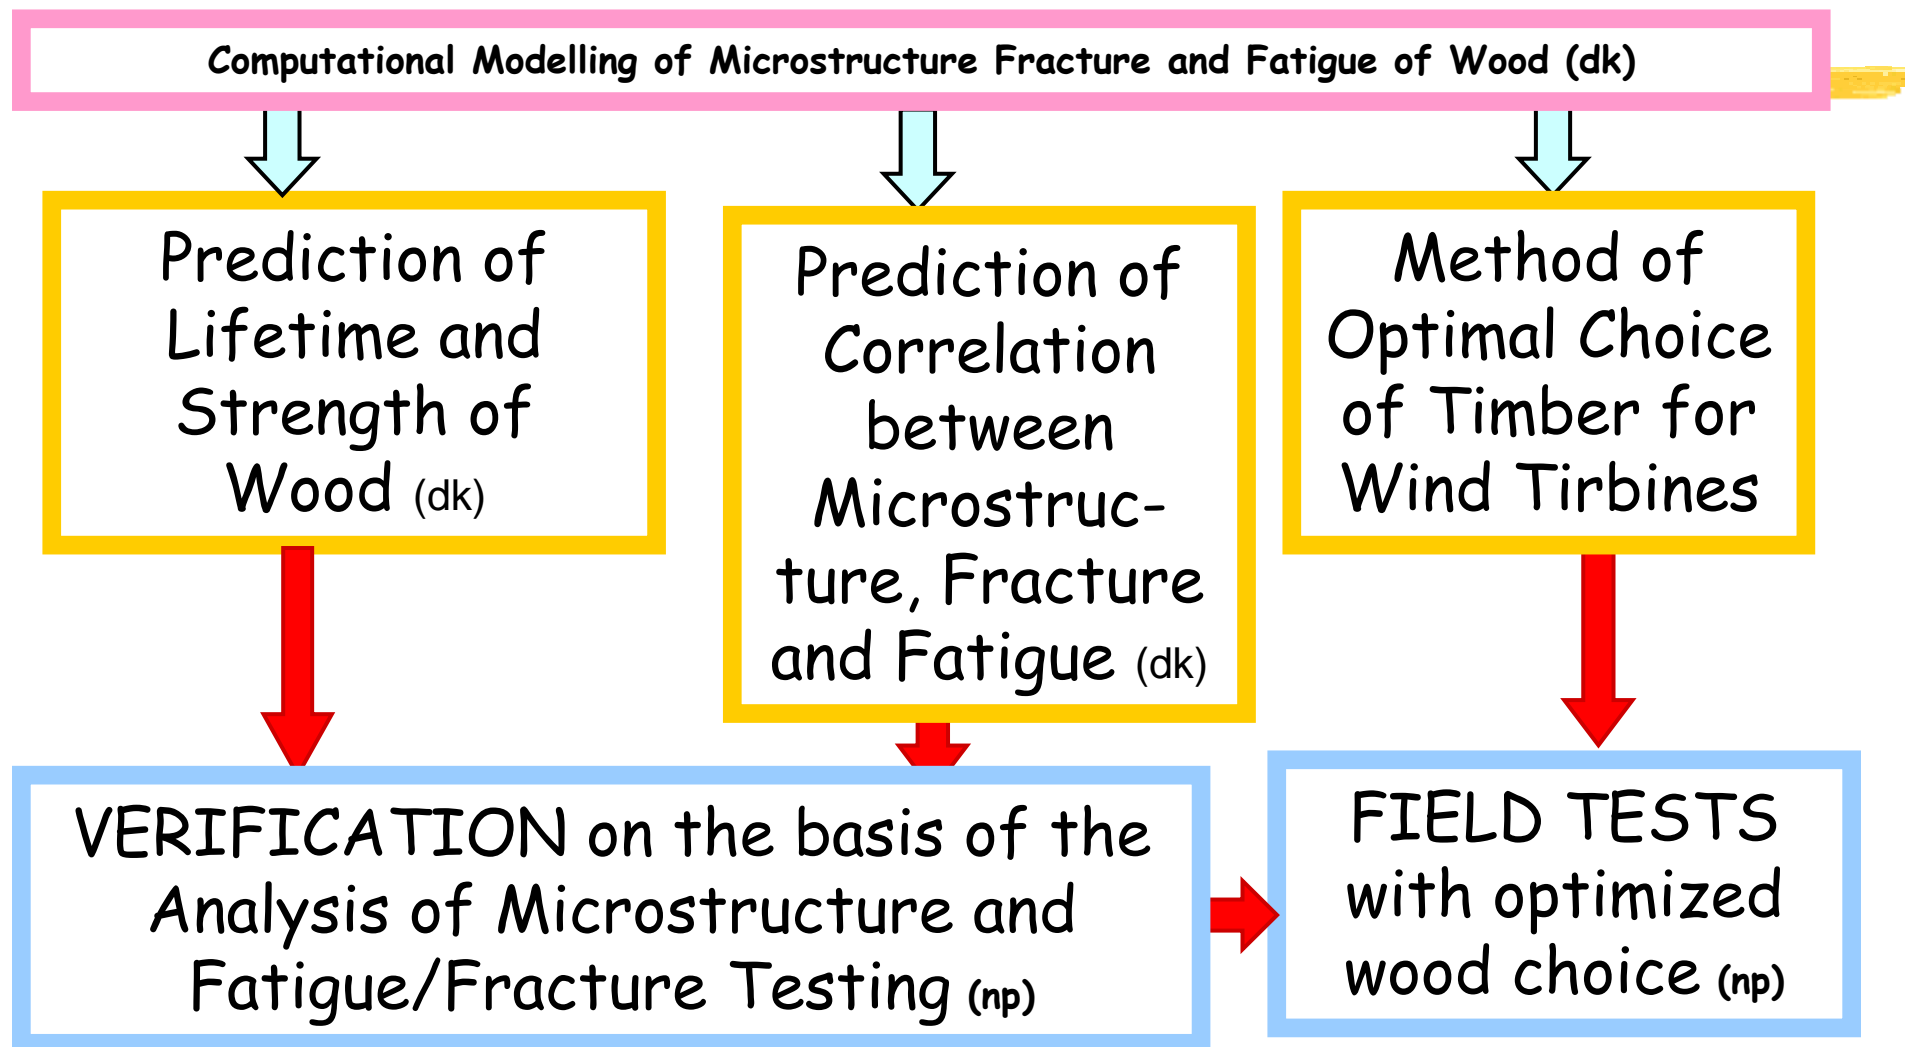 Computational Modelling of Microstructure Fracture and Fatigue of Wood (dk)
Prediction of
Lifetime and
Strength of
Wood (dk)
Prediction of
Correlation
between
Microstruc-
ture, Fracture
and Fatigue (dk)
Method of
Optimal Choice
of Timber for
Wind Tirbines
VERIFICATION on the basis of the
Analysis of Microstructure and
Fatigue/Fracture Testing (np)
FIELD TESTS
with optimized
wood choice (np)